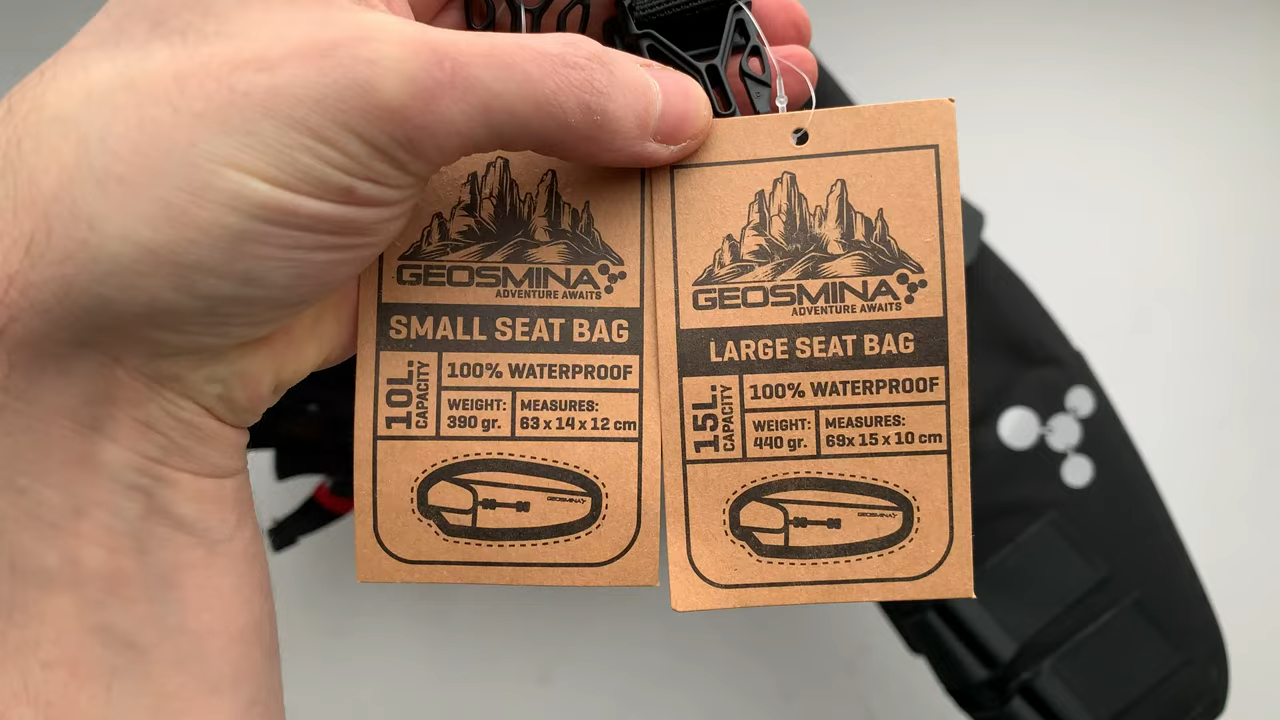 GEOSMINA
ADVENTURE AWAITS
SMALL SEAT BAG
10L.
CAPACITY
100% WATERPROOF
WEIGHT:
390 gr.
MEASURES:
63 x 14 x 12 cm
GEOSMINA
GEOSMINA
ADVENTURE AWAITS
LARGE SEAT BAG
15L.
CAPACITY
100% WATERPROOF
WEIGHT:
440 gr.
MEASURES:
69x 15 x 10 cm
GEOSMINA